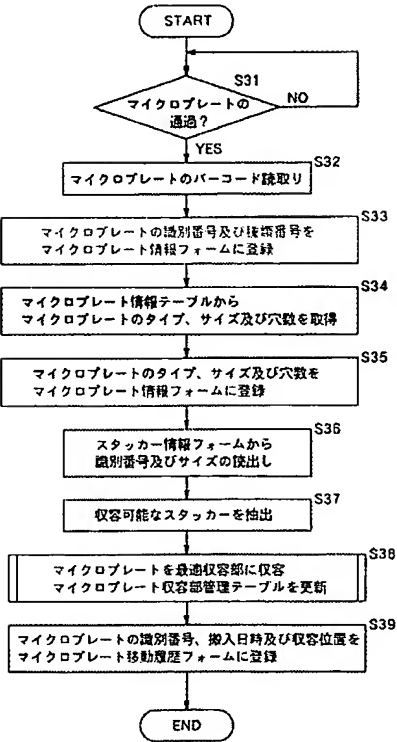 START
S31
マイクロプレートの
通過?
NO
YES
S32
マイクロプレートのバーコード読取り
S33
マイクロプレートの識別番号及び
マイクロプレート情報フォームに登録
S34
マイクロプレート情報テーブルから
マイクロプレートのタイプ、サイズ及び穴数を取得
S35
マイクロプレートのタイプ、サイズ及び穴数を
マイクロプレート情報フォームに登録
S36
スタッカー情報フォームから
識別番号及びサイズの読出し
S37
収容可能なスタッカーを抽出
S38
マイクロプレートを最適収容部に収容
マイクロプレート収容部管理テーブルを更新
S39
マイクロプレートの識別番号、搬入日時及び収容位置を
マイクロプレート移動履歴フォームに登録
END